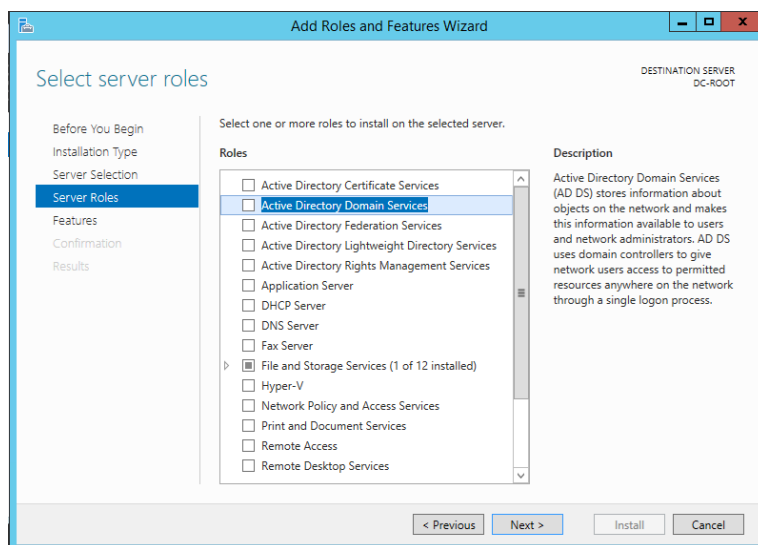 Add Roles and Features Wizard
Select server roles
DESTINATION SERVER
DC-ROOT
Before You Begin
Installation Type
Server Selection
Server Roles
Features
Confirmation
Results
Select one or more roles to install on the selected server.
Roles
Active Directory Certificate Services
Active Directory Domain Services
Active Directory Federation Services
Active Directory Lightweight Directory Services
Active Directory Rights Management Services
Application Server
DHCP Server
DNS Server
Fax Server
File and Storage Services (1 of 12 installed)
Hyper-V
Network Policy and Access Services
Print and Document Services
Remote Access
Remote Desktop Services
Description
Active Directory Domain Services
(AD DS) stores information about
objects on the network and makes
this information available to users
and network administrators. AD DS
uses domain controllers to give
network users access to permitted
resources anywhere on the network
through a single logon process.
< Previous
Next >
Install
Cancel